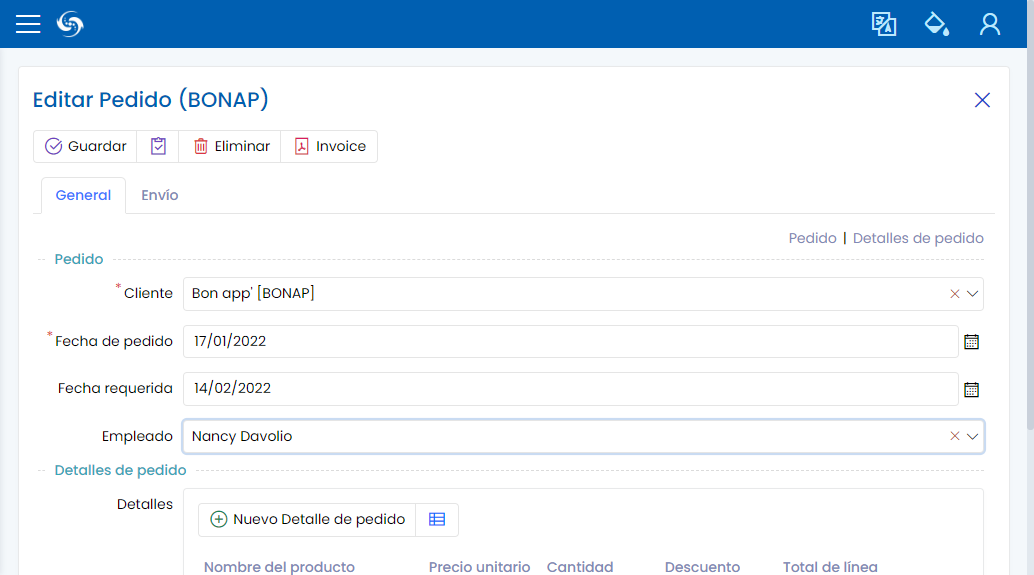 Editar Pedido (BONAP)
Guardar Eliminar Invoice
General Envío
Pedido | Detalles de pedido
Pedido
* Cliente Bon app' [BONAP]
* Fecha de pedido 17/01/2022
Fecha requerida 14/02/2022
Empleado Nancy Davolio
Detalles de pedido
Detalles
Nuevo Detalle de pedido
Nombre del producto Precio unitario Cantidad Descuento Total de línea